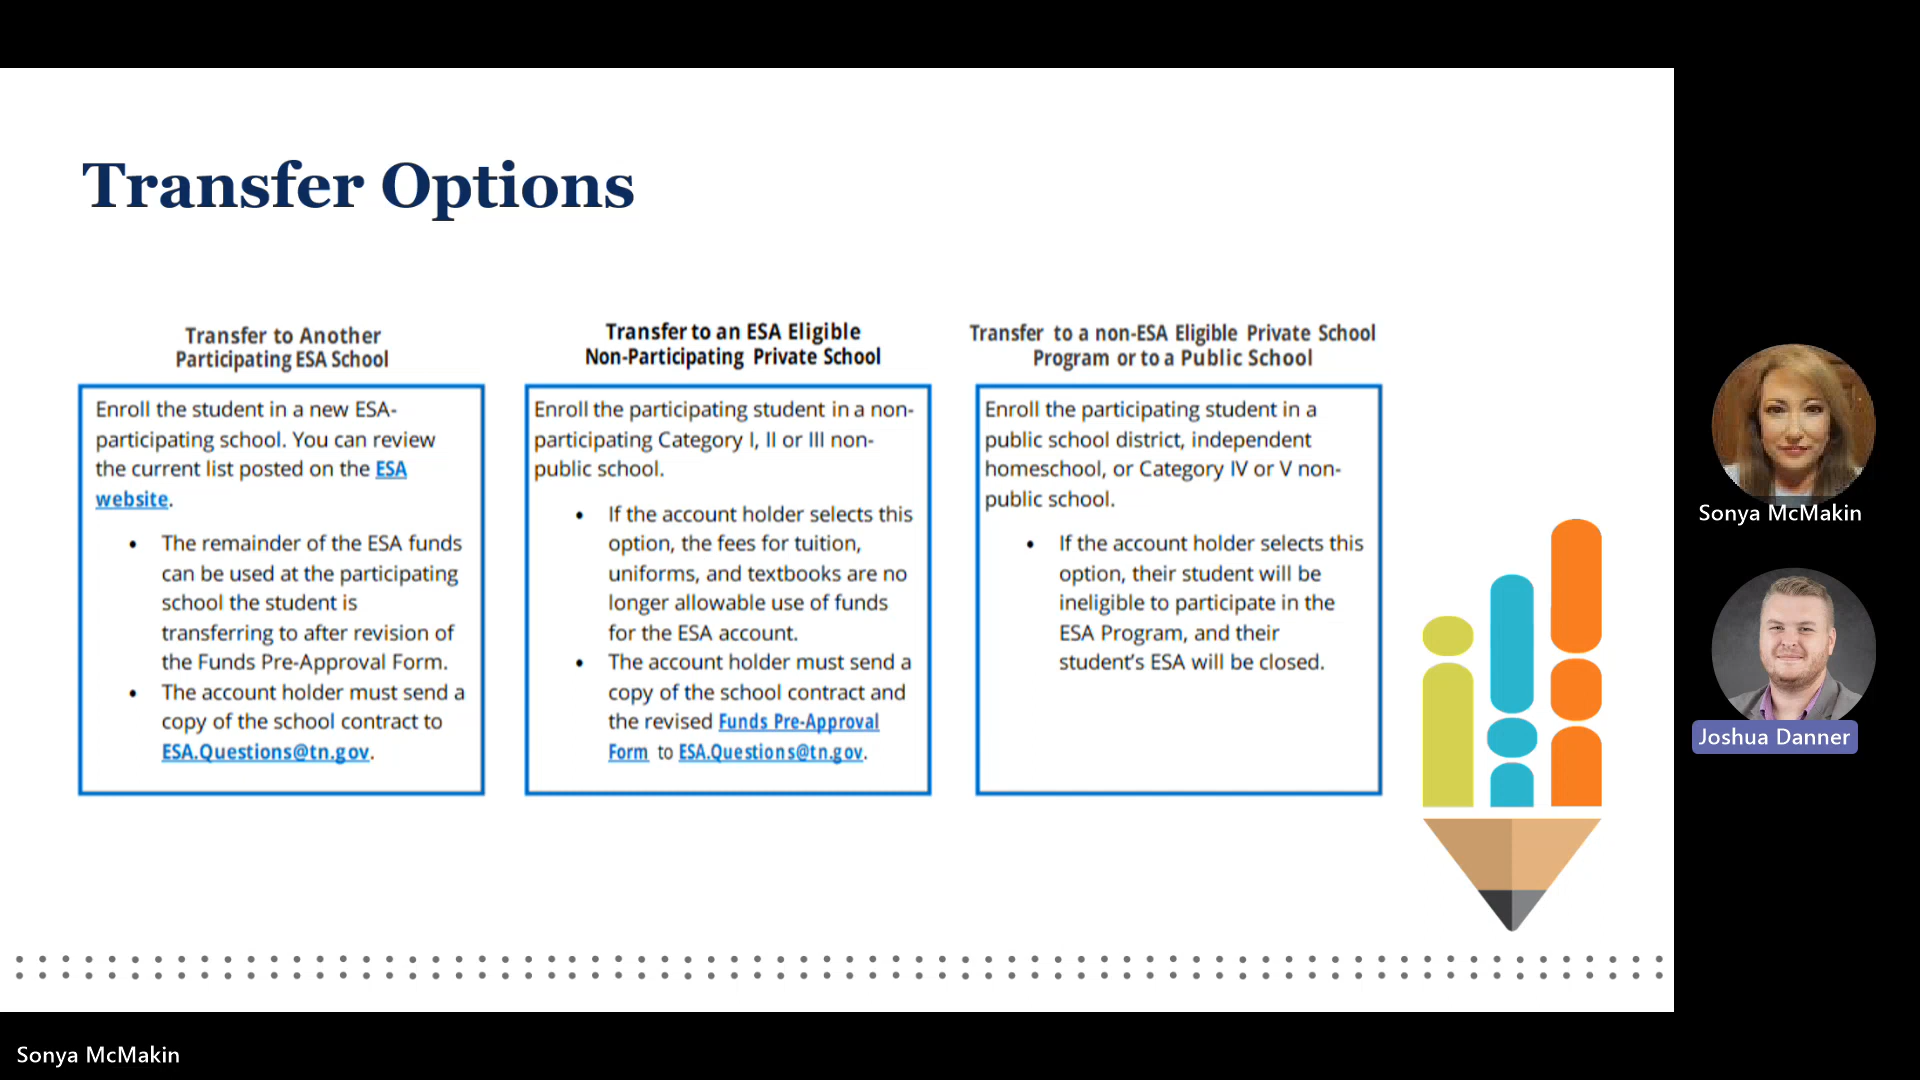 Transfer Options
Transfer to Another
Participating ESA School
Enroll the student in a new ESA-
participating school. You can review
the current list posted on the ESA
website.
• The remainder of the ESA funds
can be used at the participating
school the student is
transferring to after revision of
the Funds Pre-Approval Form.
• The account holder must send a
copy of the school contract to
ESA.Questions@tn.gov.
Transfer to an ESA Eligible
Non-Participating Private School
Enroll the participating student in a non-
participating Category I, II or III non-
public school.
• If the account holder selects this
option, the fees for tuition,
uniforms, and textbooks are no
longer allowable use of funds
for the ESA account.
• The account holder must send a
copy of the school contract and
the revised Funds Pre-Approval
Form to ESA.Questions@tn.gov.
Transfer to a non-ESA Eligible Private School
Program or to a Public School
Enroll the participating student in a
public school district, independent
homeschool, or Category IV or V non-
public school.
• If the account holder selects this
option, their student will be
ineligible to participate in the
ESA Program, and their
student's ESA will be closed.
Sonya McMakin
Joshua Danner
Sonya McMakin